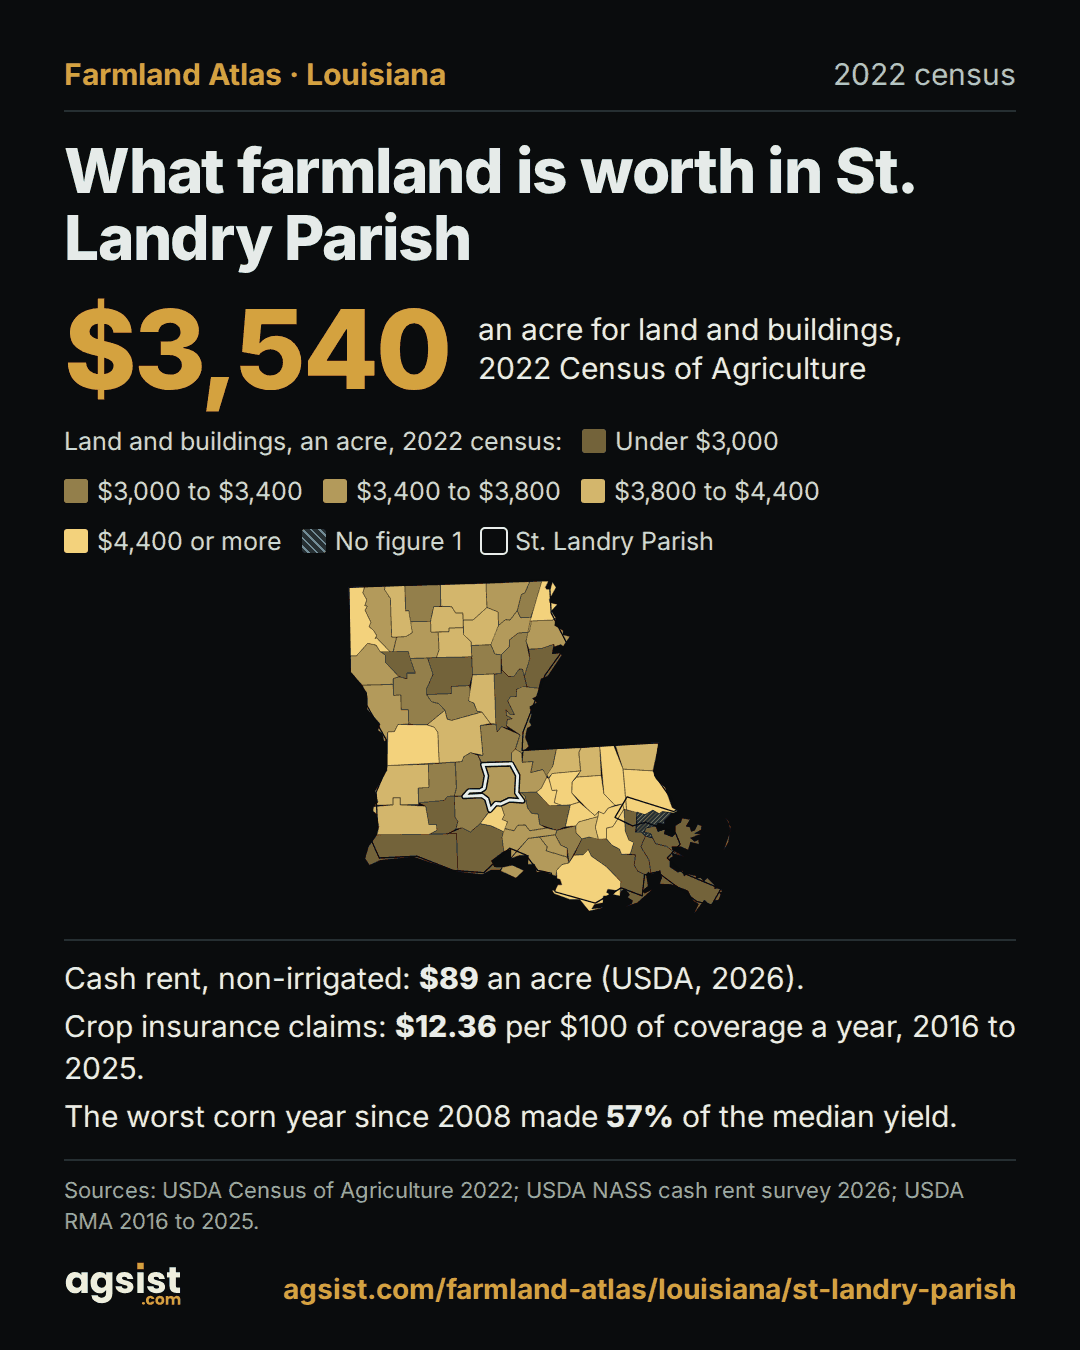 Farmland Atlas · Louisiana
2022 census
What farmland is worth in St.
Landry Parish
$3,540
an acre for land and buildings,
2022 Census of Agriculture
Land and buildings, an acre, 2022 census:
Under $3,000
$3,000 to $3,400
$3,400 to $3,800
$3,800 to $4,400
$4,400 or more
No figure 1
St. Landry Parish
Cash rent, non-irrigated: $89 an acre (USDA, 2026).
Crop insurance claims: $12.36 per $100 of coverage a year, 2016 to
2025.
The worst corn year since 2008 made 57% of the median yield.
Sources: USDA Census of Agriculture 2022; USDA NASS cash rent survey 2026; USDA
RMA 2016 to 2025.
agsist
.com
agsist.com/farmland-atlas/louisiana/st-landry-parish